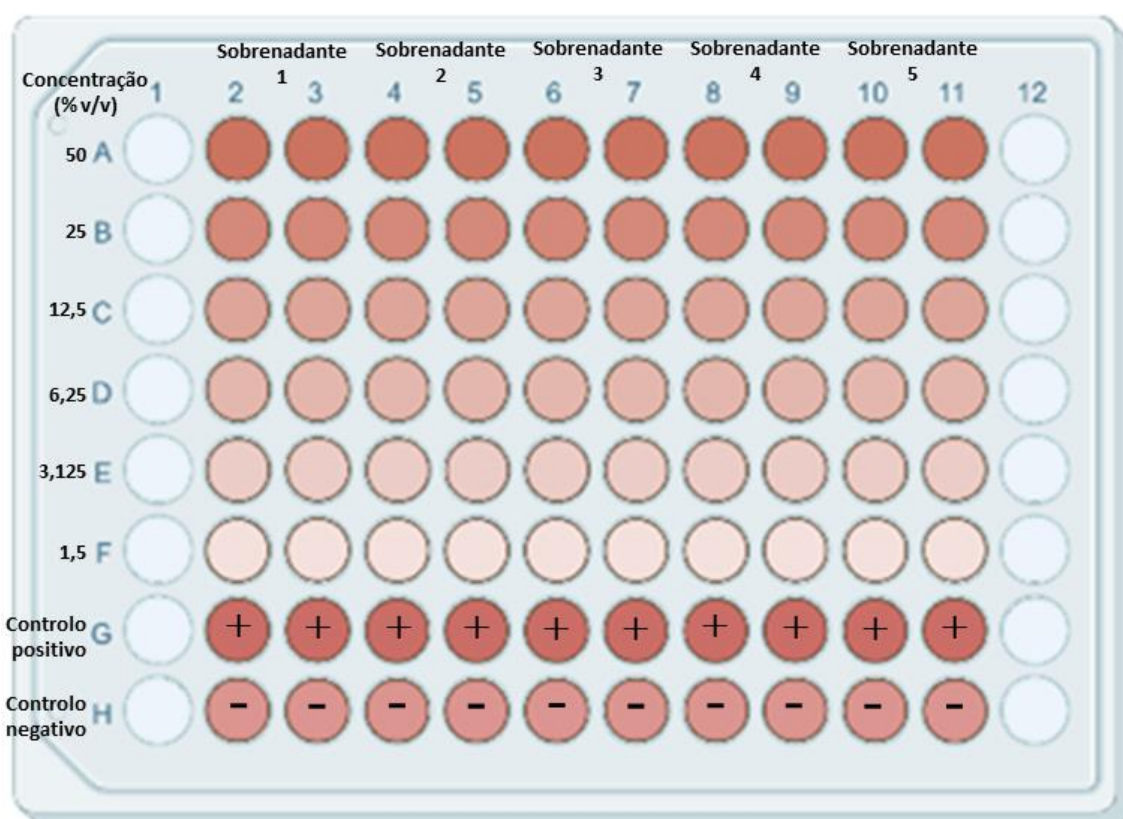 Sobrenadante Sobrenadante Sobrenadante Sobrenadante Sobrenadante
1 2 3 4 5
Concentração
(% v/v)
1 2 3 4 5 6 7 8 9 10 11 12
50 A
25 B
12,5 C
6,25 D
3,125 E
1,5 F
Controlo
positivo
G + + + + + + + + + +
Controlo
negativo
H - - - - - - - - - -